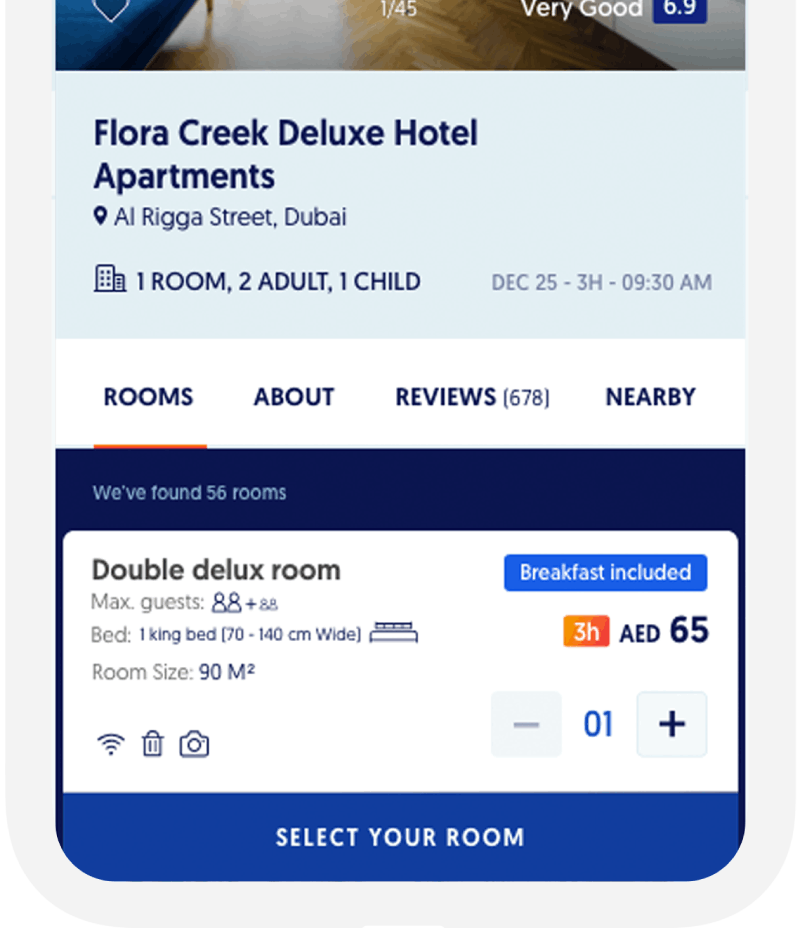 1/45
Very Good 6.9
Flora Creek Deluxe Hotel
Apartments
Al Rigga Street, Dubai
1 ROOM, 2 ADULT, 1 CHILD
DEC 25 - 3H - 09:30 AM
ROOMS
ABOUT
REVIEWS (678)
NEARBY
We've found 56 rooms
Double delux room
Breakfast included
Max. guests: +
3h AED 65
Bed: 1 king bed (70 - 140 cm Wide)
Room Size: 90 M²
− 01 +
SELECT YOUR ROOM